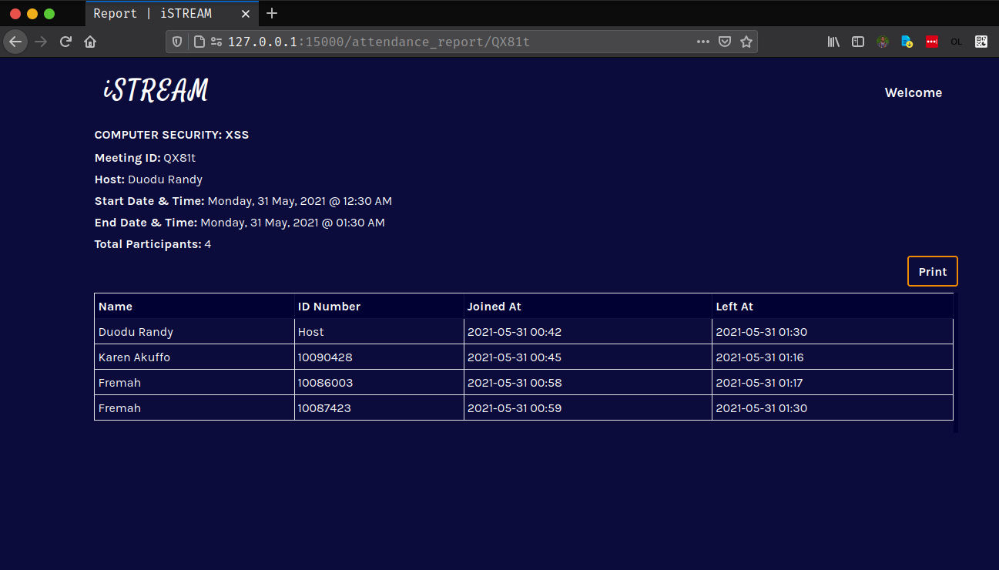 Report | iSTREAM
127.0.0.1:15000/attendance_report/QX81t
OL
iSTREAM
Welcome
COMPUTER SECURITY: XSS
Meeting ID: QX81t
Host: Duodu Randy
Start Date & Time: Monday, 31 May, 2021 @ 12:30 AM
End Date & Time: Monday, 31 May, 2021 @ 01:30 AM
Total Participants: 4
Print
Name ID Number Joined At Left At
Duodu Randy Host 2021-05-31 00:42 2021-05-31 01:30
Karen Akuffo 10090428 2021-05-31 00:45 2021-05-31 01:16
Fremah 10086003 2021-05-31 00:58 2021-05-31 01:17
Fremah 10087423 2021-05-31 00:59 2021-05-31 01:30